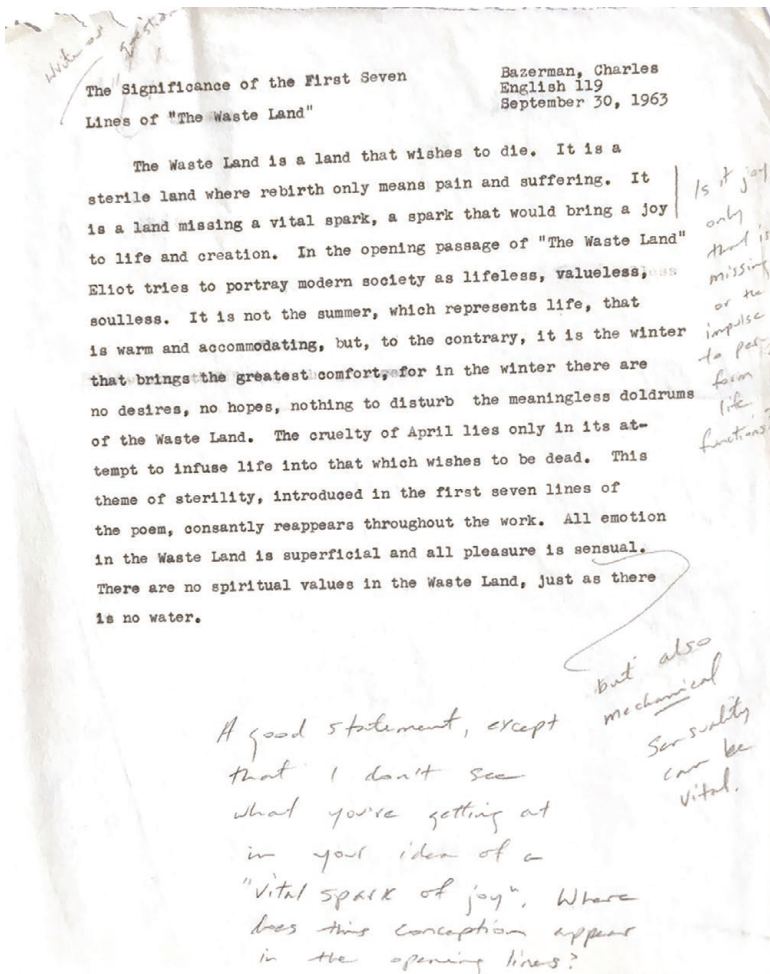 Write as
question
The Significance of the First Seven
Lines of "The Waste Land"
Bazerman, Charles
English 119
September 30, 1963
The Waste Land is a land that wishes to die. It is a
sterile land where rebirth only means pain and suffering. It
is a land missing a vital spark, a spark that would bring a joy
to life and creation. In the opening passage of "The Waste Land"
Eliot tries to portray modern society as lifeless, valueless,
soulless. It is not the summer, which represents life, that
is warm and accommodating, but, to the contrary, it is the winter
that brings the greatest comfort, for in the winter there are
no desires, no hopes, nothing to disturb the meaningless doldrums
of the Waste Land. The cruelty of April lies only in its at-
tempt to infuse life into that which wishes to be dead. This
theme of sterility, introduced in the first seven lines of
the poem, consantly reappears throughout the work. All emotion
in the Waste Land is superficial and all pleasure is sensual.
There are no spiritual values in the Waste Land, just as there
is no water.
Is it joy
only
that is
missing
or the
impulse
to per-
form
life
functions?
but also
mechanical
Sensuality
can be
vital.
A good statement, except
that I don't see
what you're getting at
in your idea of a
"vital spark of joy". Where
does this conception appear
in the opening lines?